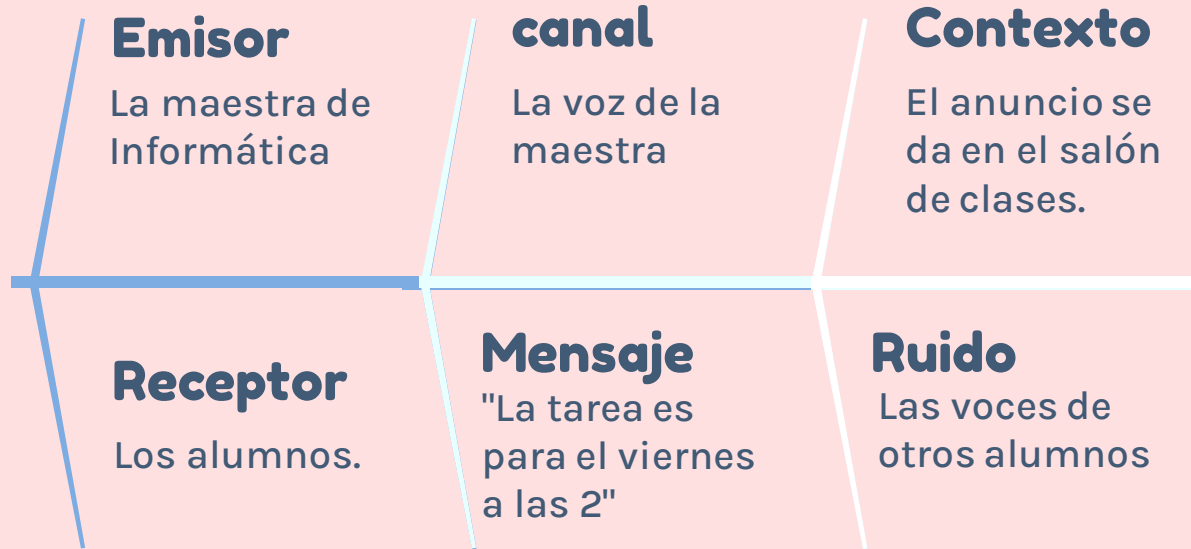 Emisor
La maestra de
Informática
canal
La voz de la
maestra
Contexto
El anuncio se
da en el salón
de clases.
Receptor
Los alumnos.
Mensaje
"La tarea es
para el viernes
a las 2"
Ruido
Las voces de
otros alumnos